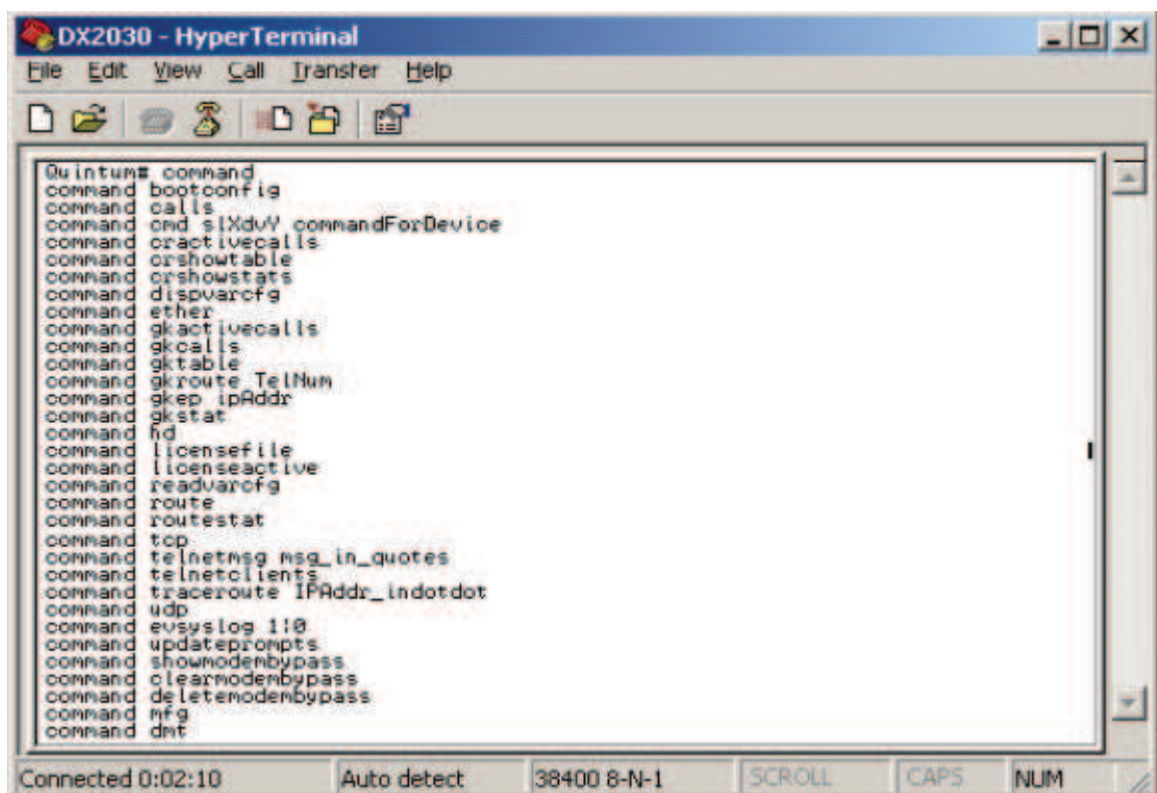 DX2030 - HyperTerminal
File Edit View Call Transfer Help
Quintum# command
command bootconfig
command calls
command cmd slXdvY commandForDevice
command cractivecalls
command crshowtable
command crshowstats
command dispvarcfg
command ether
command gkactivecalls
command gkcalls
command gktable
command gkroute TelNum
command gkep ipAddr
command gkstat
command hd
command licensefile
command licenseactive
command readvarcfg
command route
command routestat
command tcp
command telnetmsg msg_in_quotes
command telnetclients
command traceroute IPAddr_indotdot
command udp
command evsyslog 1|0
command updateprompts
command showmodembypass
command clearmodembypass
command deletemodembypass
command mfg
command dmt
Connected 0:02:10 Auto detect 38400 8-N-1 SCROLL CAPS NUM